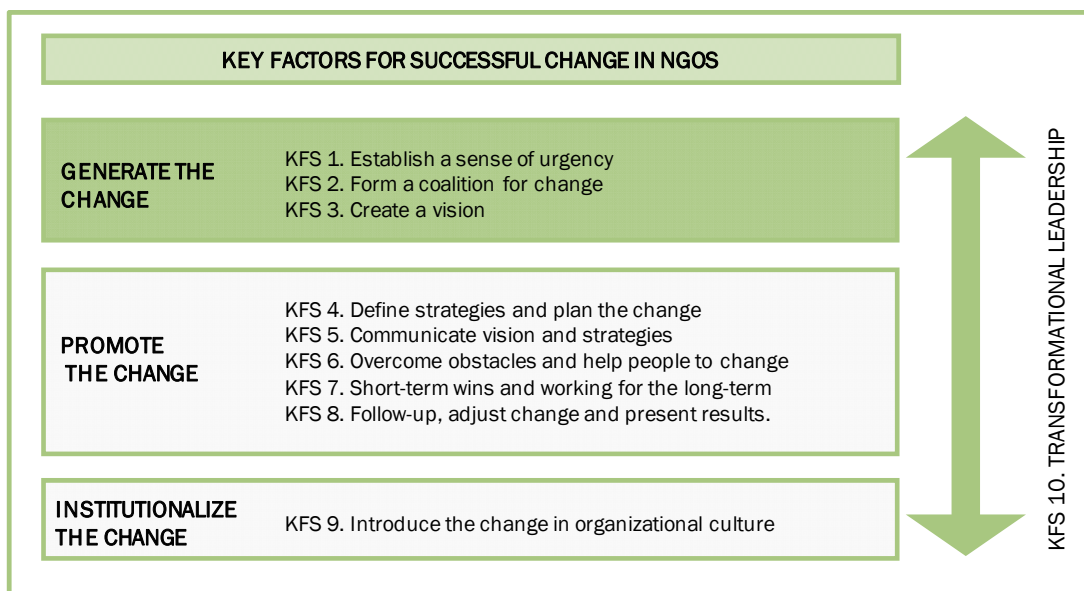 KEY FACTORS FOR SUCCESSFUL CHANGE IN NGOS
GENERATE THE
CHANGE
KFS 1. Establish a sense of urgency
KFS 2. Form a coalition for change
KFS 3. Create a vision
PROMOTE
THE CHANGE
KFS 4. Define strategies and plan the change
KFS 5. Communicate vision and strategies
KFS 6. Overcome obstacles and help people to change
KFS 7. Short-term wins and working for the long-term
KFS 8. Follow-up, adjust change and present results.
INSTITUTIONALIZE
THE CHANGE
KFS 9. Introduce the change in organizational culture
KFS 10. TRANSFORMATIONAL LEADERSHIP